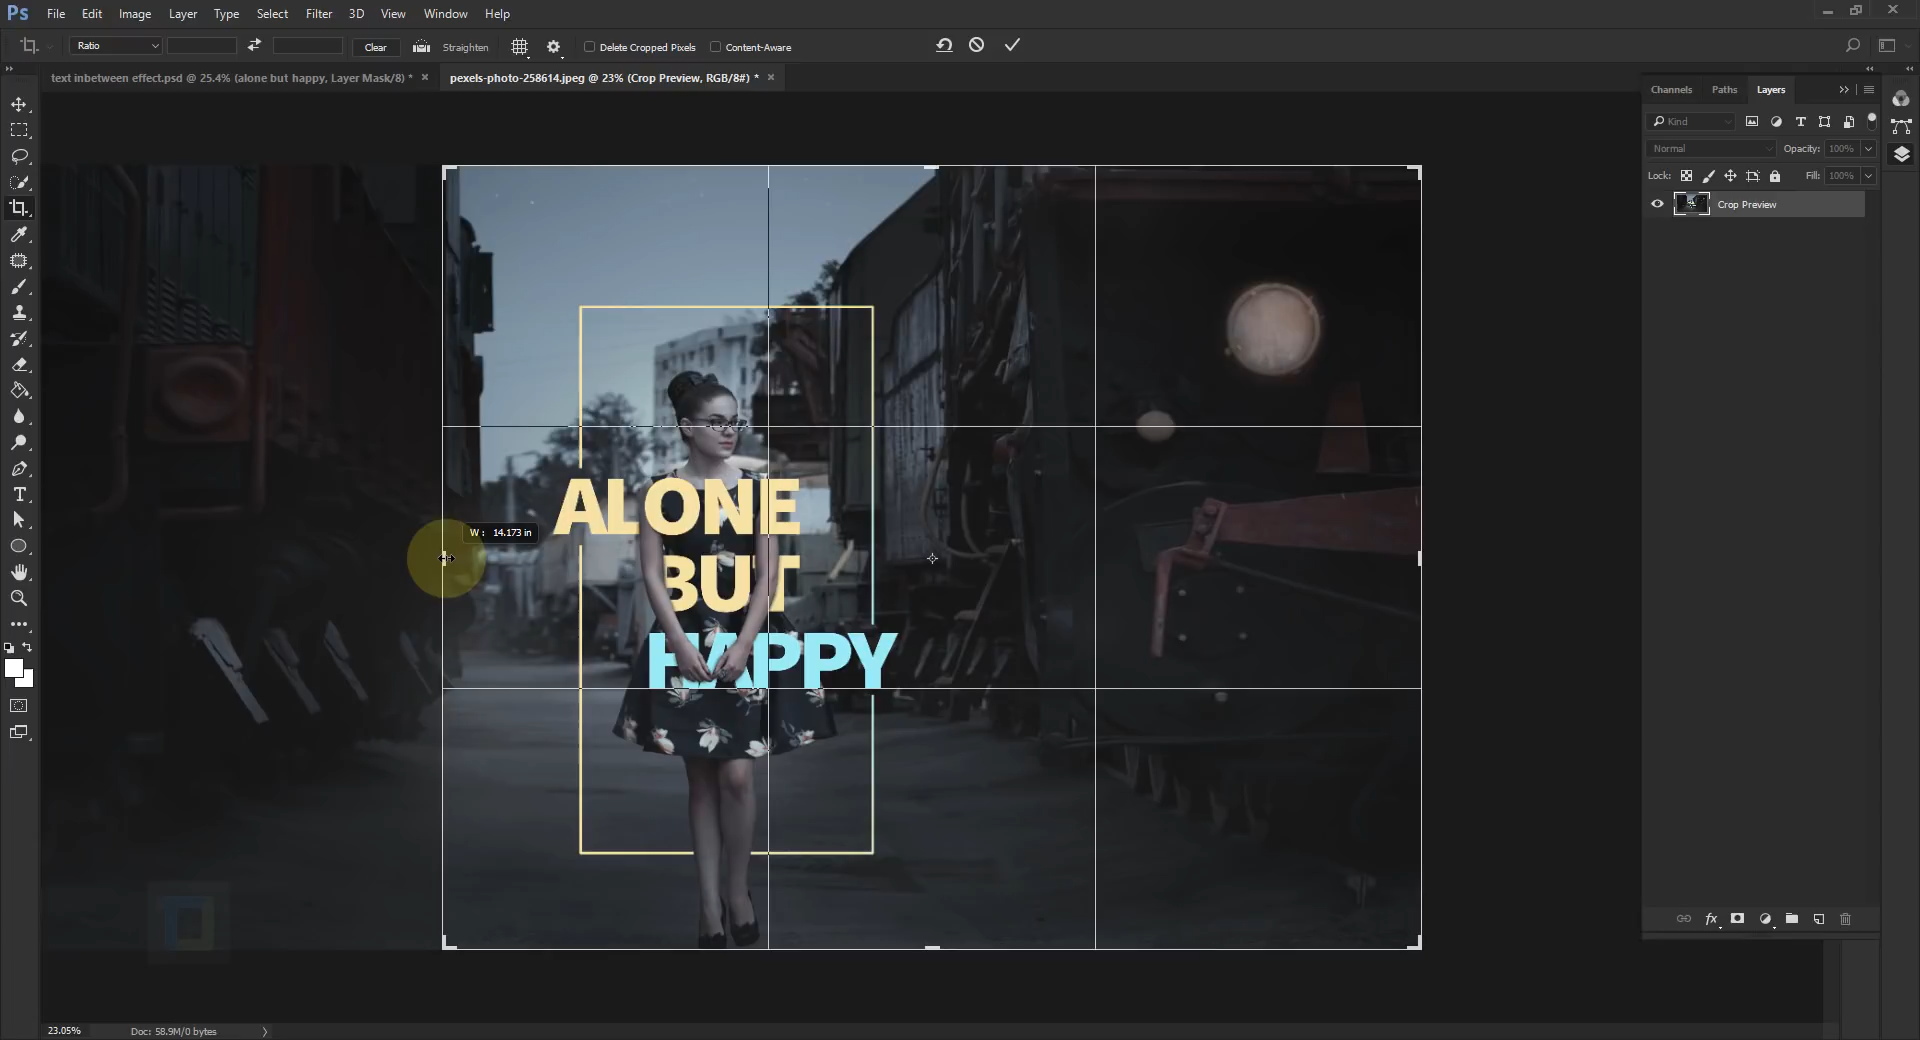 Ps File Edit Image Layer Type Select Filter 3D View Window Help
Ratio Clear Straighten Delete Cropped Pixels Content-Aware
text inbetween effect.psd @ 25.4% (alone but happy, Layer Mask/8) * × pexels-photo-258614.jpeg @ 23% (Crop Preview, RGB/8#) * ×
Channels Paths Layers
Kind
Normal Opacity: 100%
Lock: Fill: 100%
Crop Preview
ALONE
W : 14.173 in
BUT
HAPPY
23.05% Doc: 58.9M/0 bytes